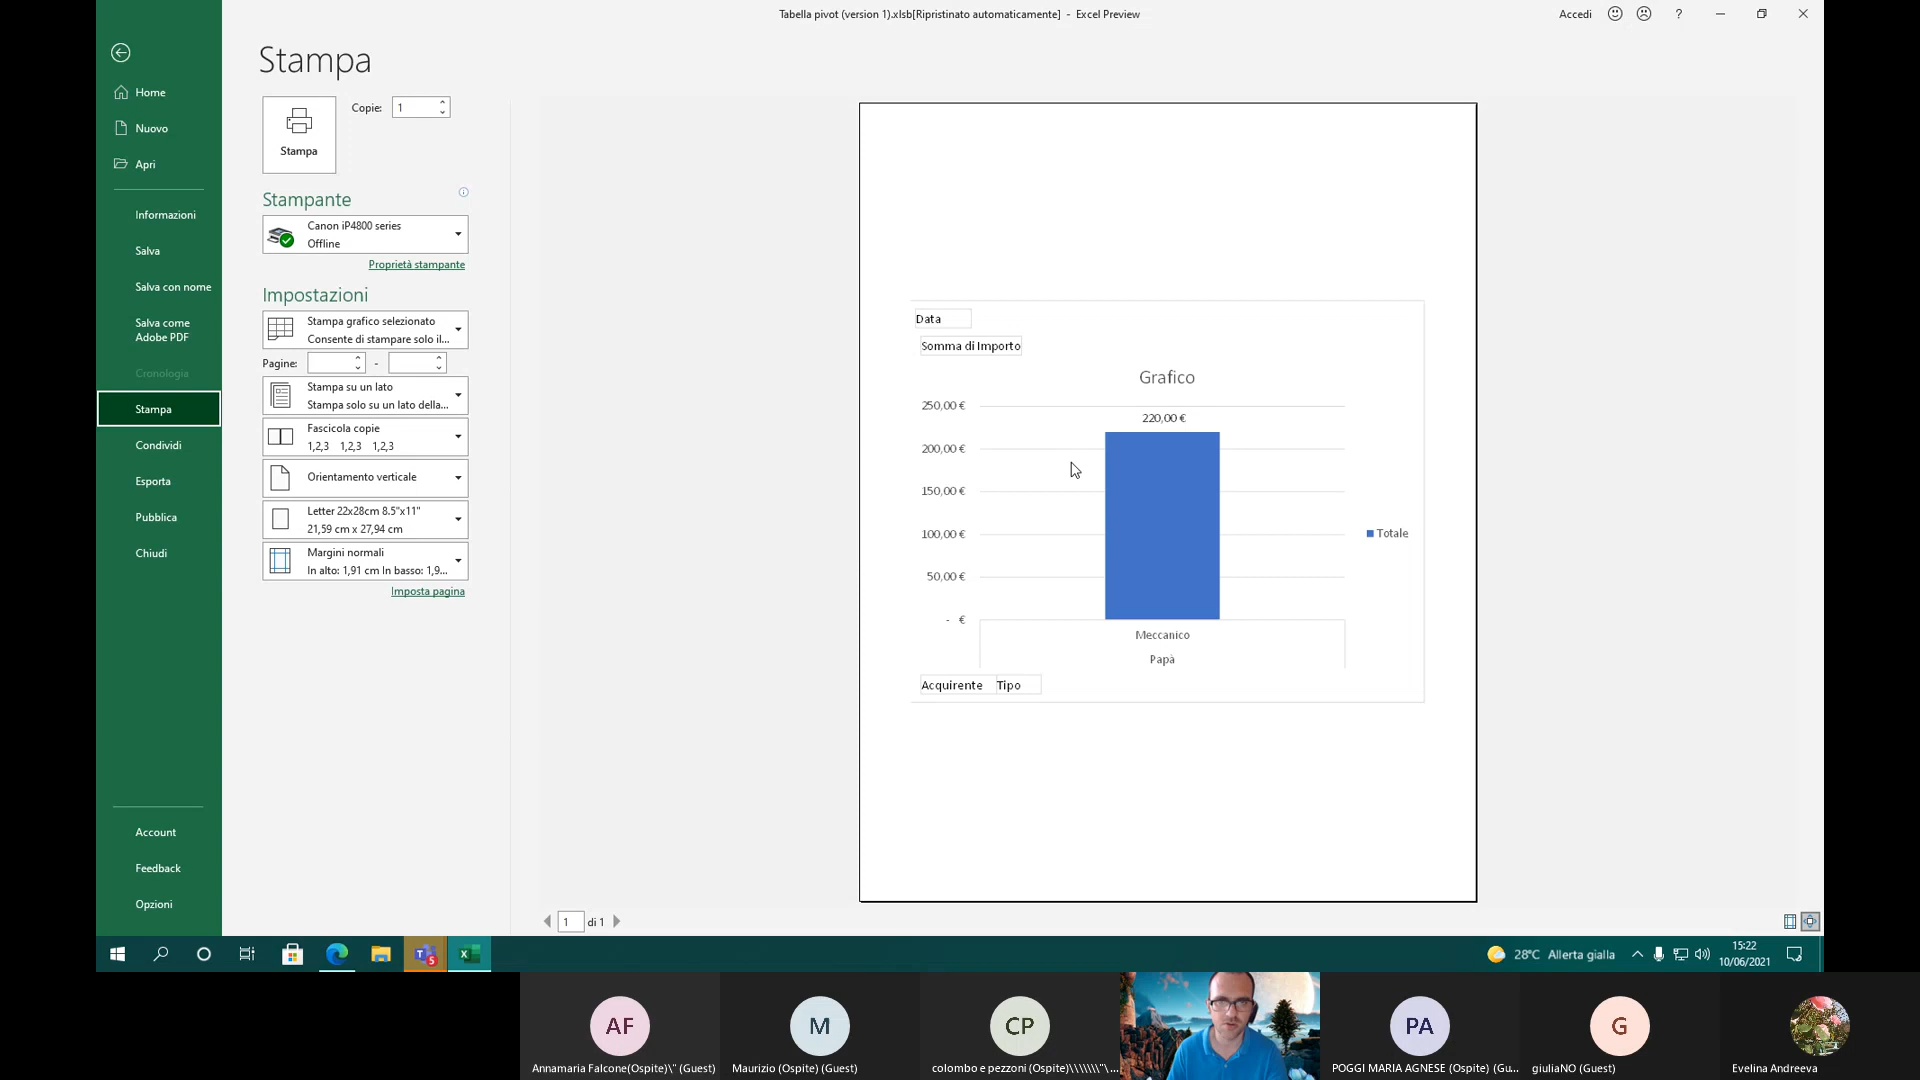 Tabella pivot (version 1).xlsb[Ripristinato automaticamente] - Excel Preview
Accedi
?
Home
Nuovo
Apri
Informazioni
Salva
Salva con nome
Salva come
Adobe PDF
Cronologia
Stampa
Condividi
Esporta
Pubblica
Chiudi
Account
Feedback
Opzioni
Stampa
Stampa
Copie: 1
Stampante
Canon iP4800 series
Offline
Proprietà stampante
Impostazioni
Stampa grafico selezionato
Consente di stampare solo il...
Pagine: -
Stampa su un lato
Stampa solo su un lato della...
Fascicola copie
1,2,3 1,2,3 1,2,3
Orientamento verticale
Letter 22x28cm 8.5"x11"
21,59 cm x 27,94 cm
Margini normali
In alto: 1,91 cm In basso: 1,9...
Imposta pagina
Data
Somma di Importo
Grafico
250,00 €
220,00 €
200,00 €
150,00 €
100,00 €
50,00 €
- €
Totale
Meccanico
Papà
Acquirente Tipo
1 di 1
5
28°C Allerta gialla
15:22
10/06/2021
AF
M
CP
PA
G
Annamaria Falcone(Ospite)\" (Guest)
Maurizio (Ospite) (Guest)
colombo e pezzoni (Ospite)\\\\\\\"\...
POGGI MARIA AGNESE (Ospite) (Gu...
giuliaNO (Guest)
Evelina Andreeva